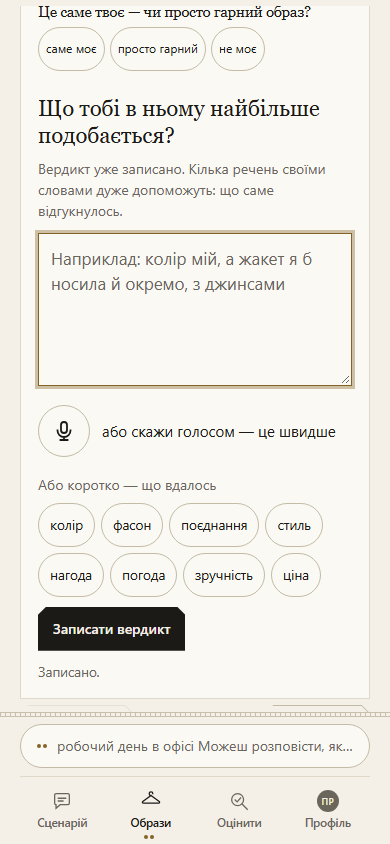 Це саме твоє — чи просто гарний образ?
саме моє
просто гарний
не моє
Що тобі в ньому найбільше
подобається?
Вердикт уже записано. Кілька речень своїми
словами дуже допоможуть: що саме
відгукнулось.
Наприклад: колір мій, а жакет я б
носила й окремо, з джинсами
або скажи голосом — це швидше
Або коротко — що вдалось
колір
фасон
поєднання
стиль
нагода
погода
зручність
ціна
Записати вердикт
Записано.
робочий день в офісі Можеш розповісти, як...
Сценарій
Образи
Оцінити
ПР
Профіль